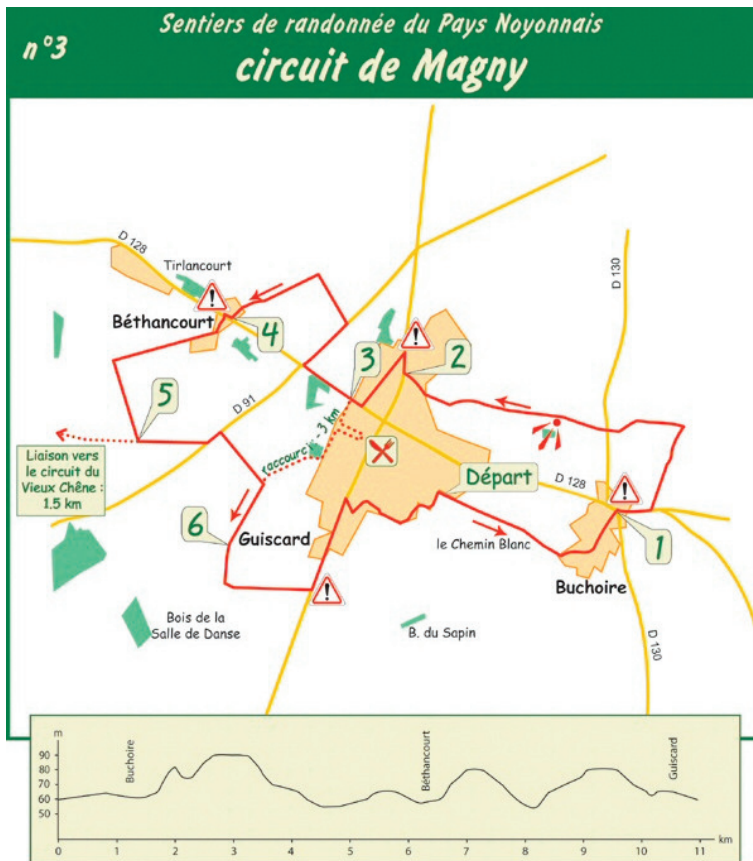 n°3
Sentiers de randonnée du Pays Noyonnais
circuit de Magny
D 128
Tirlancourt
D 130
Béthancourt
4
3
2
5
D 91
raccourci - 3 km
Liaison vers
le circuit du
Vieux Chêne :
1.5 km
Départ
D 128
6
Guiscard
le Chemin Blanc
1
Buchoire
Bois de la
Salle de Danse
B. du Sapin
D 130
m
90
80
70
60
50
Buchoire
Béthancourt
Guiscard
0
1
2
3
4
5
6
7
8
9
10
11
km